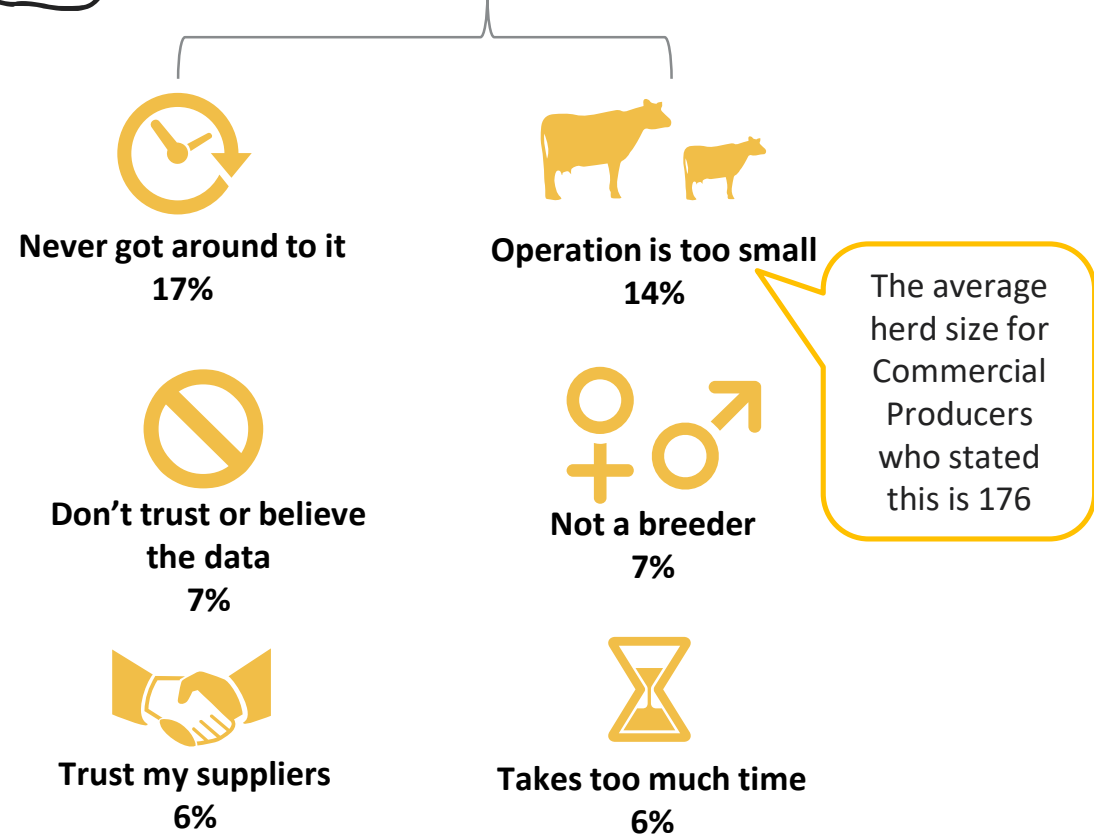 Never got around to it
17%
Operation is too small
14%
The average
herd size for
Commercial
Producers
who stated
this is 176
Don’t trust or believe
the data
7%
Not a breeder
7%
Trust my suppliers
6%
Takes too much time
6%